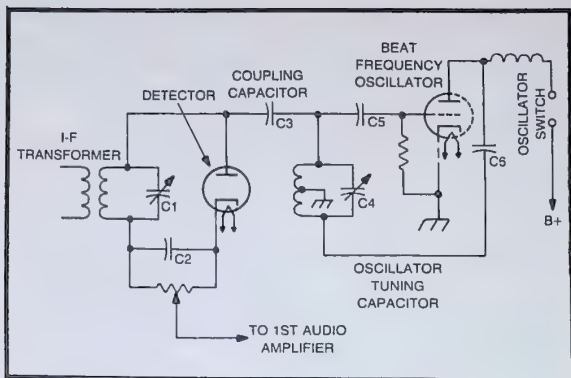 BEAT
FREQUENCY
OSCILLATOR
COUPLING
CAPACITOR
DETECTOR
C3
C5
I-F
TRANSFORMER
OSCILLATOR
SWITCH
C1
C4
C6
C2
B+
OSCILLATOR
TUNING
CAPACITOR
TO 1ST AUDIO
AMPLIFIER